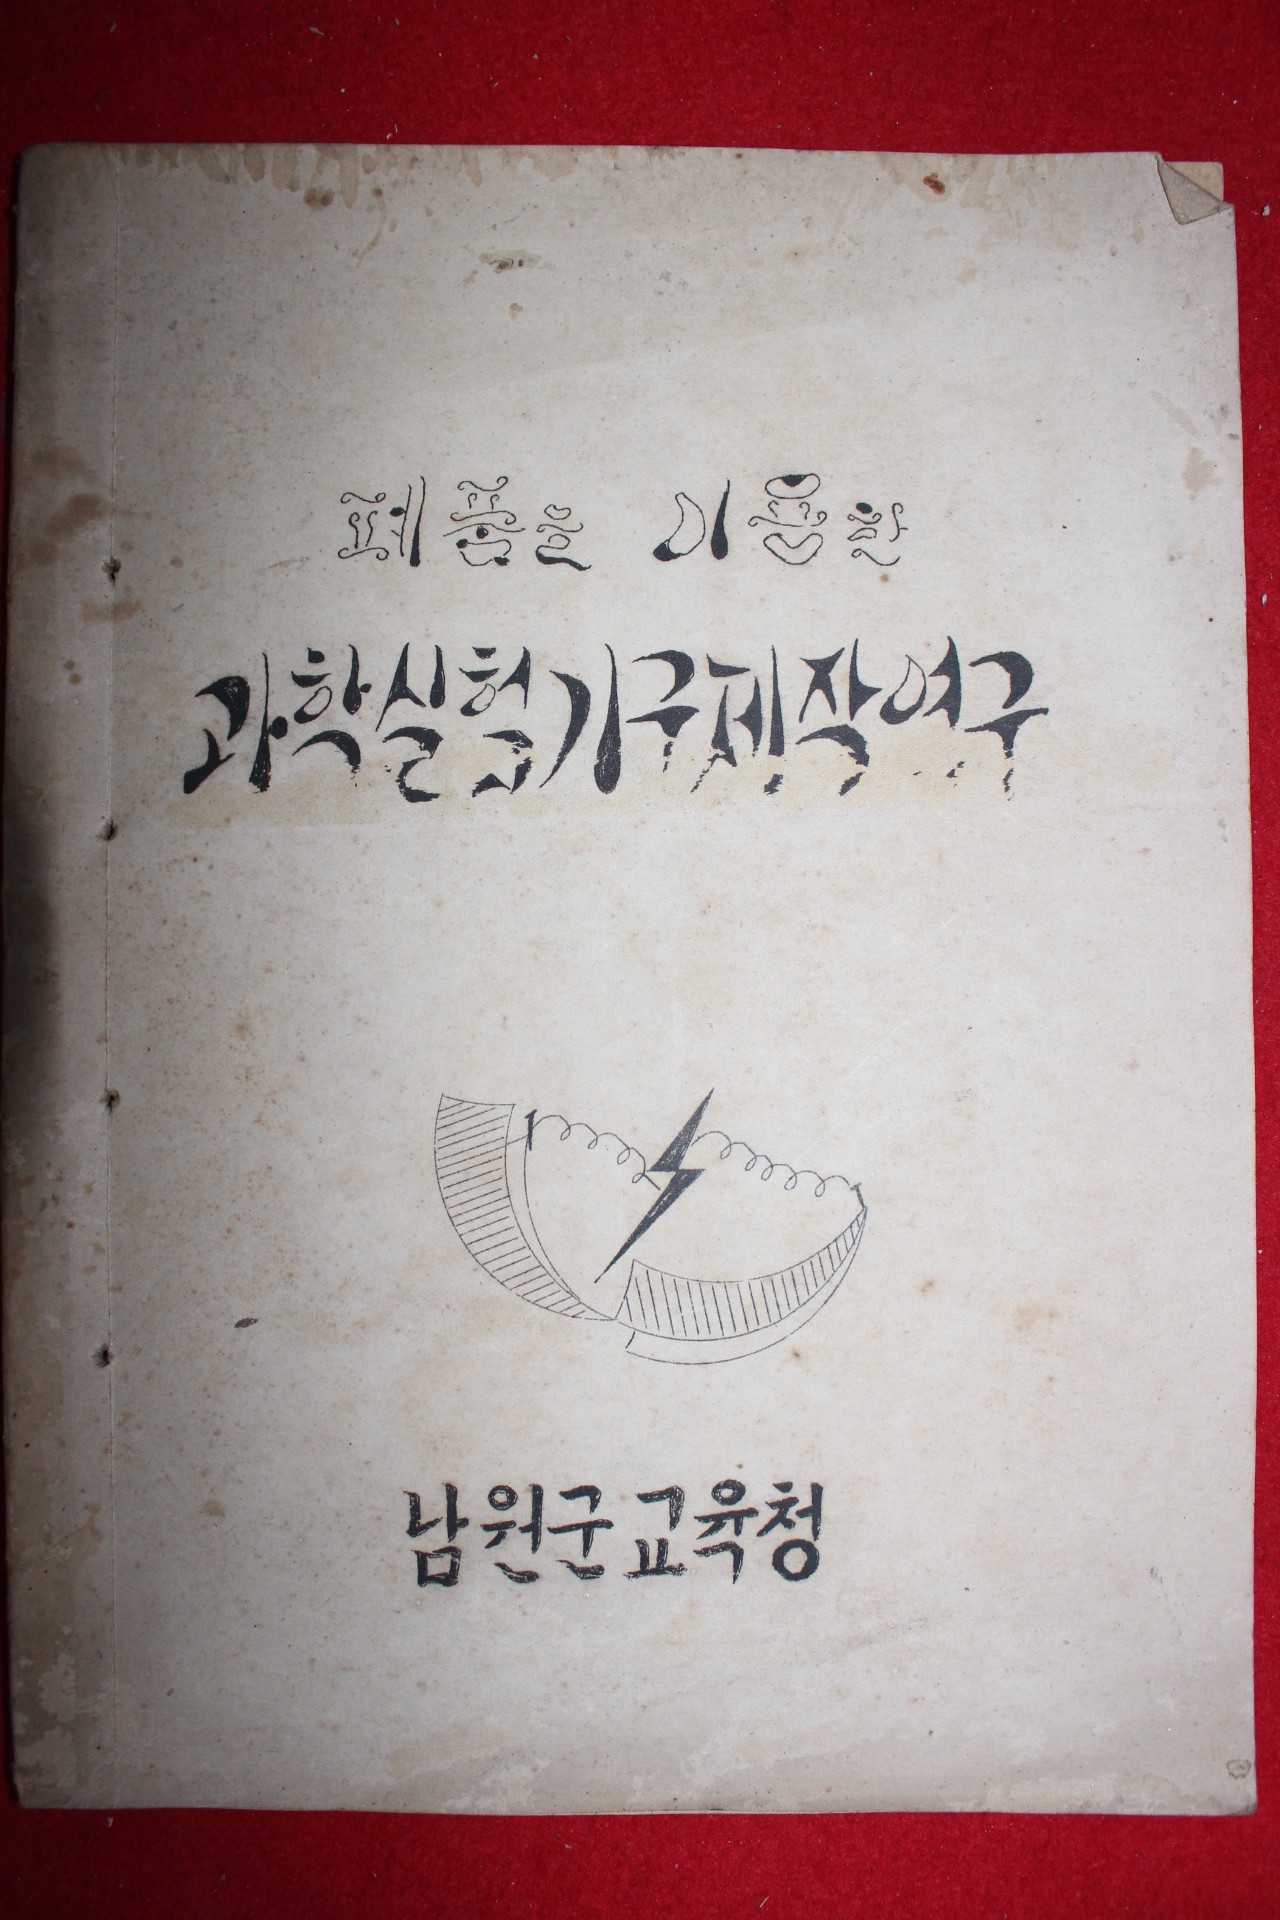 폐품을 이용한
과학실험기구제작연구
남원군교육청